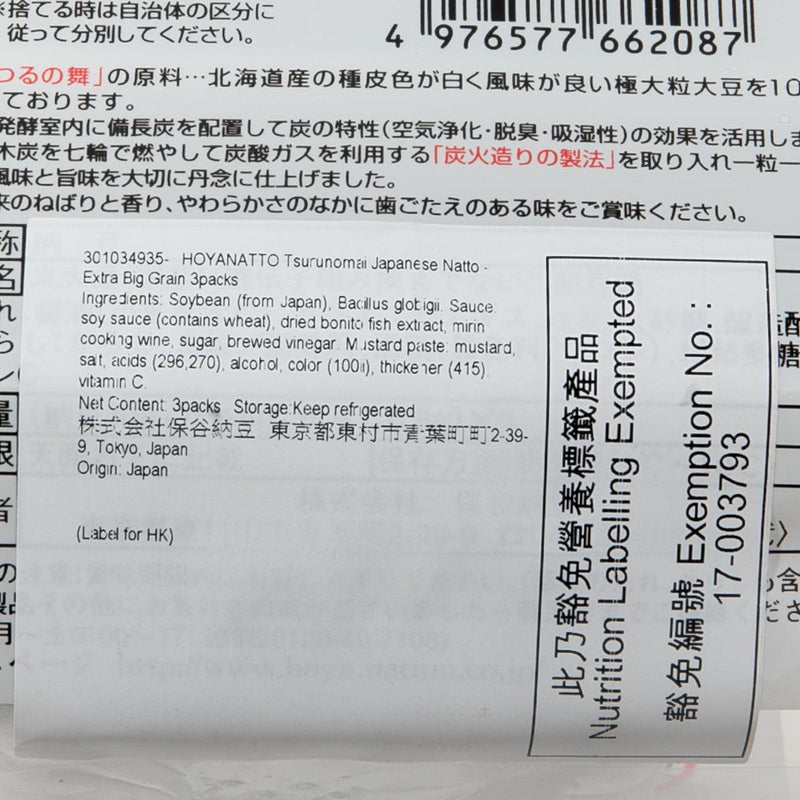 ※捨てる時は自治体の区分に
従って分別してください。
4 976577 662087
つるの舞」の原料…北海道産の種皮色が白く風味が良い極大粒大豆を10
ております。
発酵室内に備長炭を配置して炭の特性(空気浄化・脱臭・吸湿性)の効果を活用しま
木炭を七輪で燃やして炭酸ガスを利用する「炭火造りの製法」を取り入れ一粒一
風味と旨味を大切に丹念に仕上げました。
来のねばりと香り、やわらかさのなかに歯ごたえのある味をご賞味ください。
称
名
301034935- HOYANATTO Tsurunomai Japanese Natto -
Extra Big Grain 3packs
Ingredients: Soybean (from Japan), Bacillus globigii. Sauce:
soy sauce (contains wheat), dried bonito fish extract, mirin
cooking wine, sugar, brewed vinegar. Mustard paste: mustard,
salt, acids (296,270), alcohol, color (100ii), thickener (415),
vitamin C.
Net Content: 3packs Storage:Keep refrigerated
株式会社保谷納豆 東京都東村市青葉町町2-39-
9, Tokyo, Japan
Origin: Japan
(Label for HK)
此乃豁免營養標籤產品
Nutrition Labelling Exempted
豁免編號 Exemption No. :
17-003793